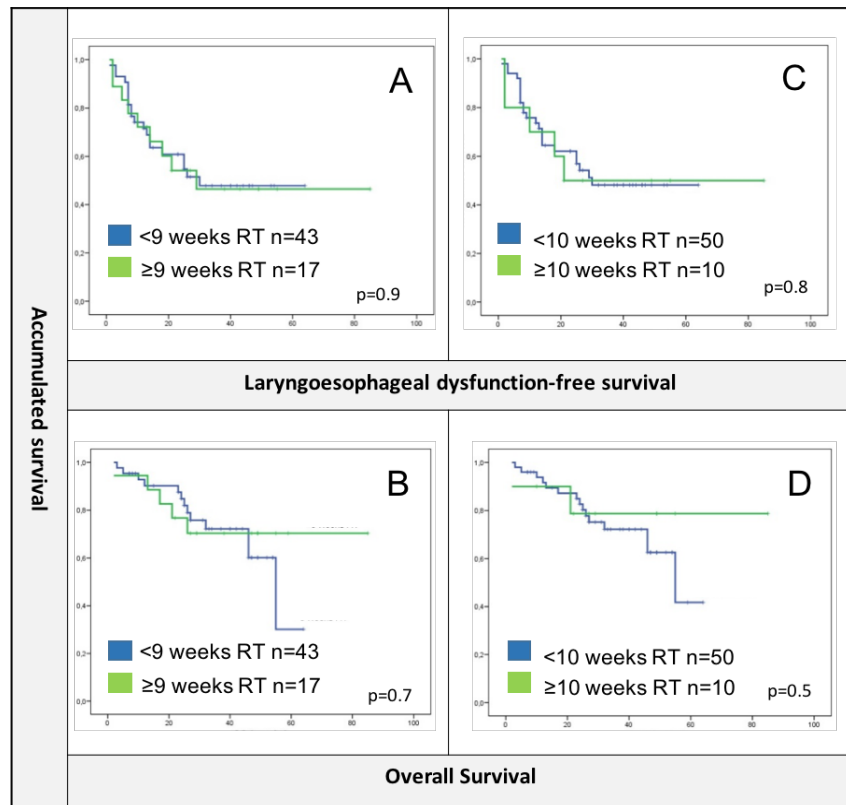 Accumulated survival
A
1,0
0,8
0,6
0,4
0,2
0,0
<9 weeks RT n=43
≥9 weeks RT n=17
p=0.9
0 20 40 60 80 100
C
1,0
0,8
0,6
0,4
0,2
0,0
<10 weeks RT n=50
≥10 weeks RT n=10
p=0.8
0 20 40 60 80 100
Laryngoesophageal dysfunction-free survival
B
1,0
0,8
0,6
0,4
0,2
0,0
<9 weeks RT n=43
≥9 weeks RT n=17
p=0.7
0 20 40 60 80 100
D
1,0
0,8
0,6
0,4
0,2
0,0
<10 weeks RT n=50
≥10 weeks RT n=10
p=0.5
0 20 40 60 80 100
Overall Survival